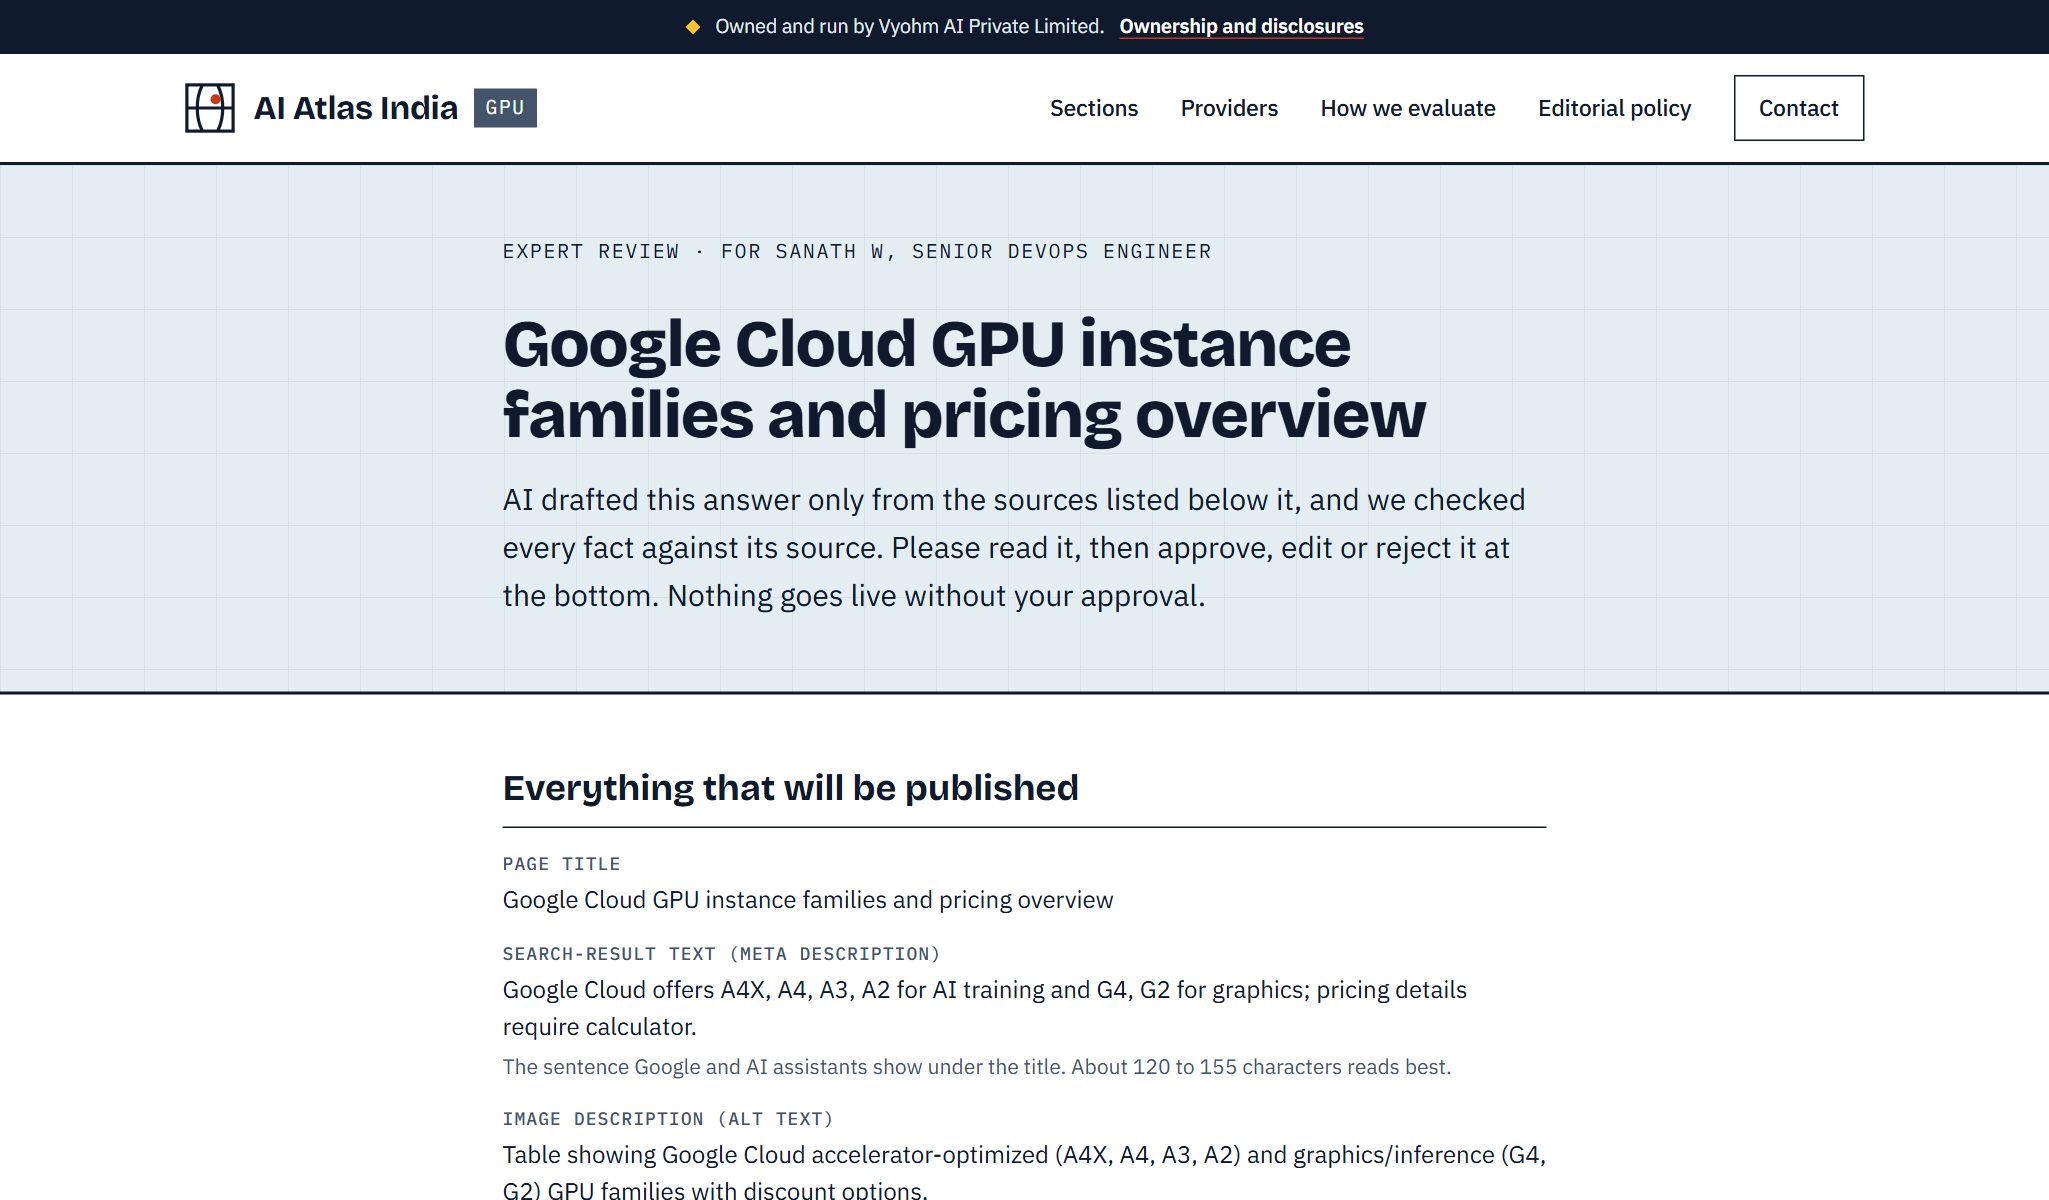 Owned and run by Vyohm AI Private Limited. Ownership and disclosures
AI Atlas India GPU
Sections Providers How we evaluate Editorial policy Contact
EXPERT REVIEW · FOR SANATH W, SENIOR DEVOPS ENGINEER
Google Cloud GPU instance
families and pricing overview
AI drafted this answer only from the sources listed below it, and we checked
every fact against its source. Please read it, then approve, edit or reject it at
the bottom. Nothing goes live without your approval.
Everything that will be published
PAGE TITLE
Google Cloud GPU instance families and pricing overview
SEARCH-RESULT TEXT (META DESCRIPTION)
Google Cloud offers A4X, A4, A3, A2 for AI training and G4, G2 for graphics; pricing details
require calculator.
The sentence Google and AI assistants show under the title. About 120 to 155 characters reads best.
IMAGE DESCRIPTION (ALT TEXT)
Table showing Google Cloud accelerator-optimized (A4X, A4, A3, A2) and graphics/inference (G4,
G2) GPU families with discount options.